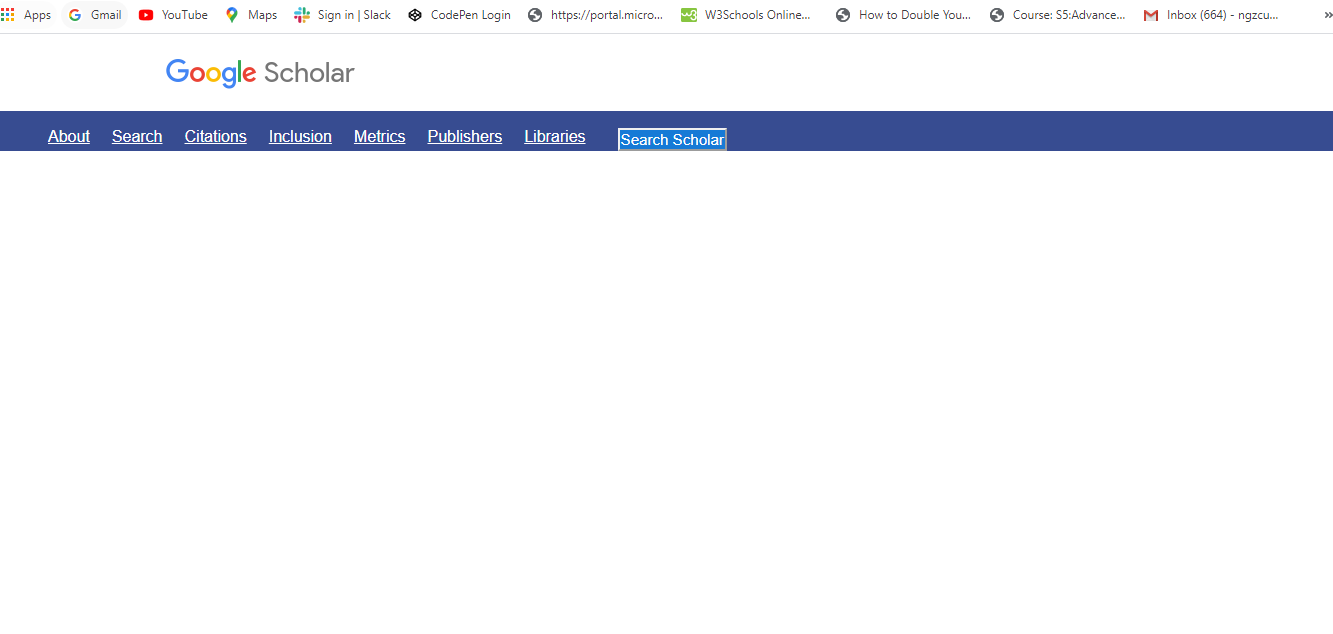 Apps Gmail YouTube Maps Sign in | Slack CodePen Login https://portal.micro... W3Schools Online... How to Double You... Course: S5:Advance... Inbox (664) - ngzcu... »
Google Scholar
About Search Citations Inclusion Metrics Publishers Libraries Search Scholar